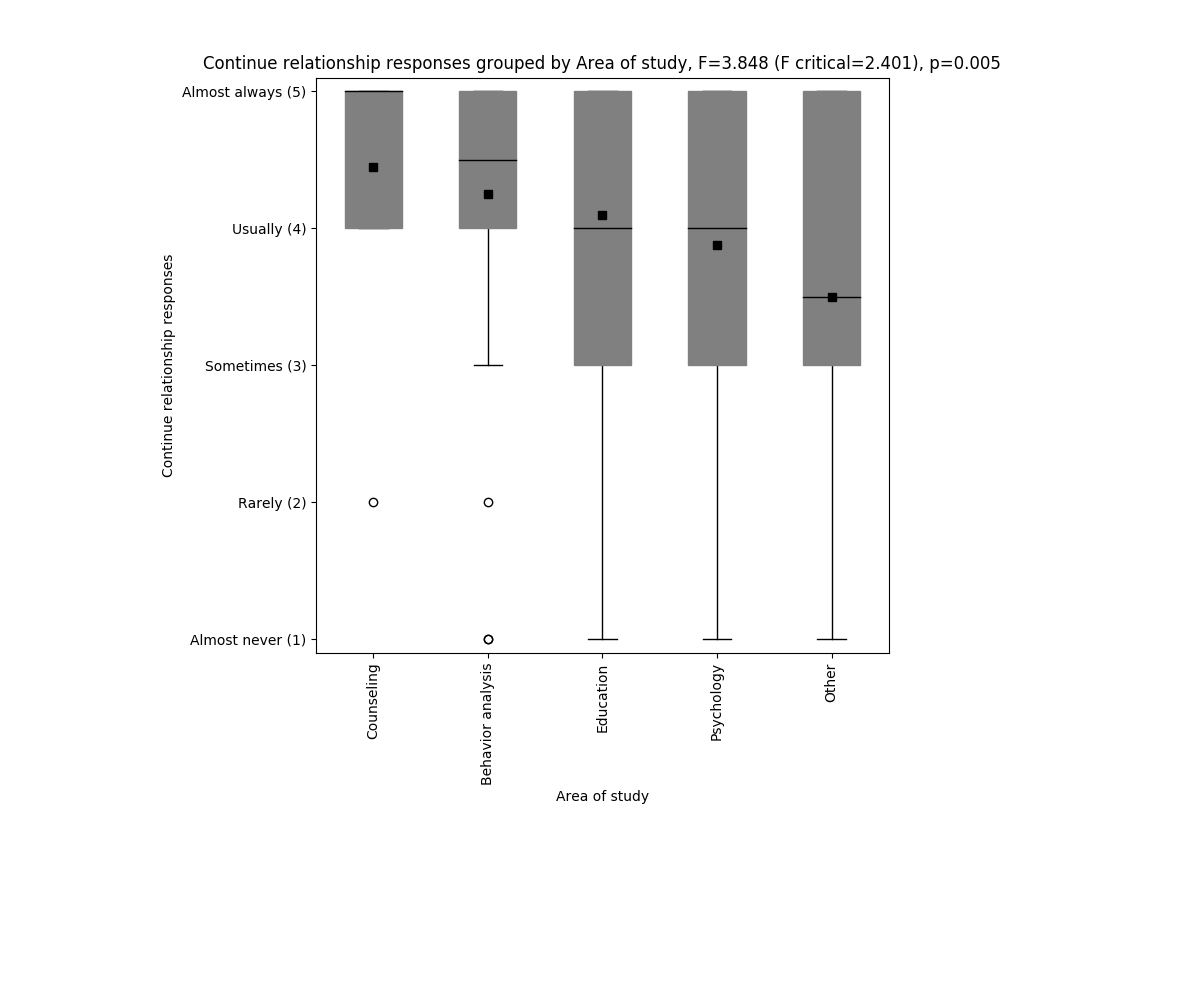 Continue relationship responses grouped by Area of study, F=3.848 (F critical=2.401), p=0.005
Almost always (5)
Usually (4)
Sometimes (3)
Rarely (2)
Almost never (1)
Continue relationship responses
Counseling
Behavior analysis
Education
Psychology
Other
Area of study